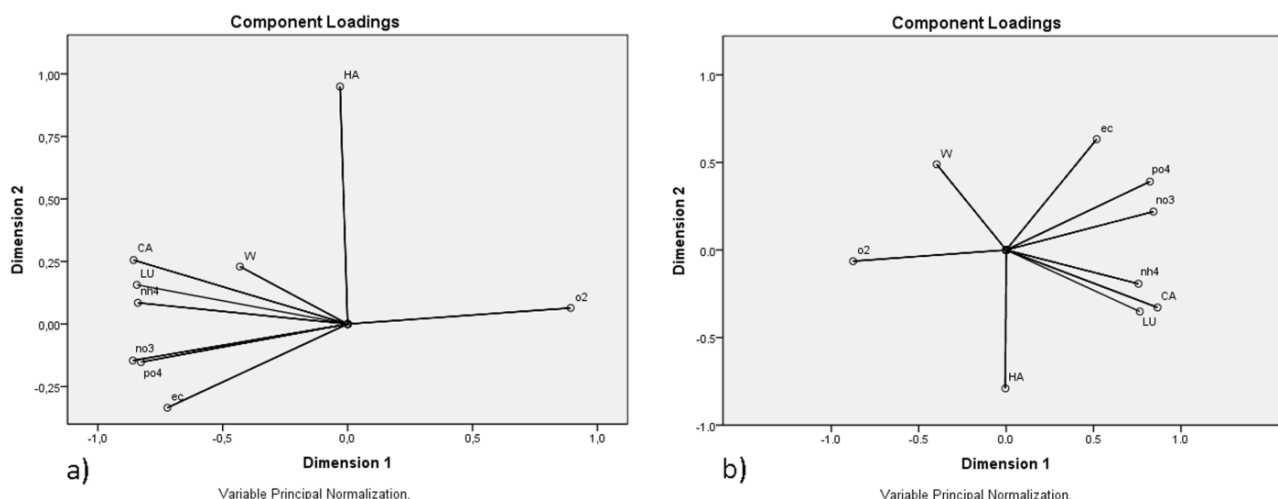 Component Loadings
1,00
0,75
0,50
0,25
0,00
-0,25
Dimension 2
HA
CA
W
LU
nh4
o2
no3
po4
ec
-1,0 -0,5 0,0 0,5 1,0
Dimension 1
a)
Variable Principal Normalization.
Component Loadings
1.0
0.5
0.0
-0.5
-1.0
Dimension 2
ec
W
po4
no3
o2
nh4
CA
LU
HA
-1.0 -0.5 0.0 0.5 1.0
Dimension 1
b)
Variable Principal Normalization.